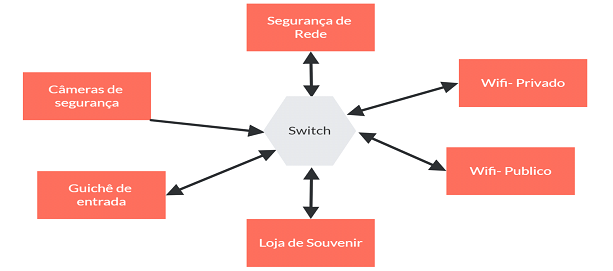 Segurança de
Rede
Câmeras de
segurança
Wifi- Privado
Switch
Guichê de
entrada
Wifi- Publico
Loja de Souvenir